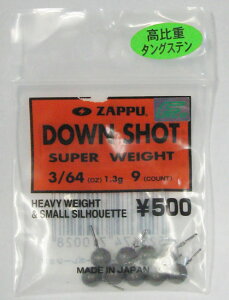 高比重
タングステン
ZAPPU
DOWN SHOT
SUPER WEIGHT
3/64 (OZ) 1.3g 9 (COUNT)
HEAVY WEIGHT
& SMALL SILHOUETTE
¥500
MADE IN JAPAN